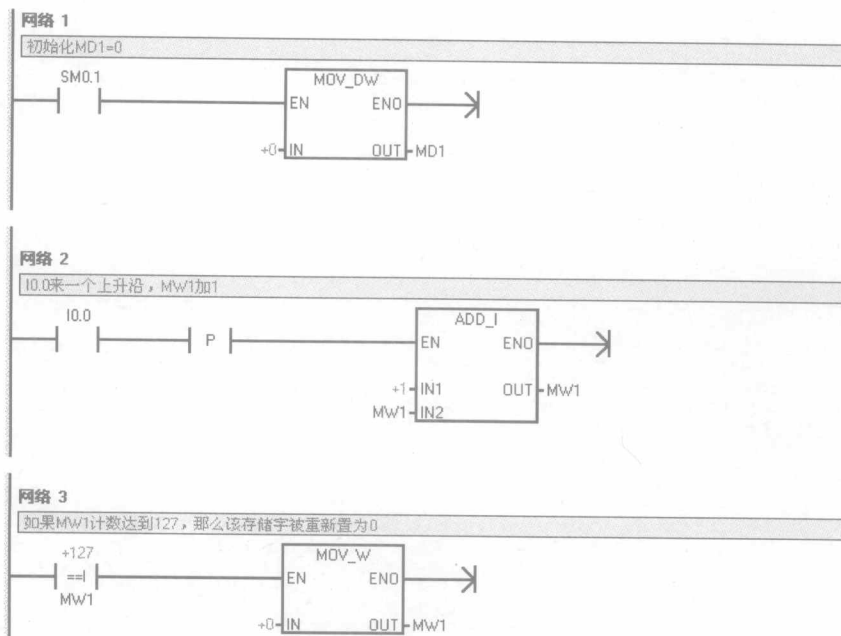 网络 1
初始化MD1=0
SM0.1
MOV_DW
EN ENO
+0 IN OUT MD1
网络 2
I0.0来一个上升沿，MW1加1
I0.0
P
ADD_I
EN ENO
+1 IN1 OUT MW1
MW1 IN2
网络 3
如果MW1计数达到127，那么该存储字被重新置为0
+127
==I
MW1
MOV_W
EN ENO
+0 IN OUT MW1